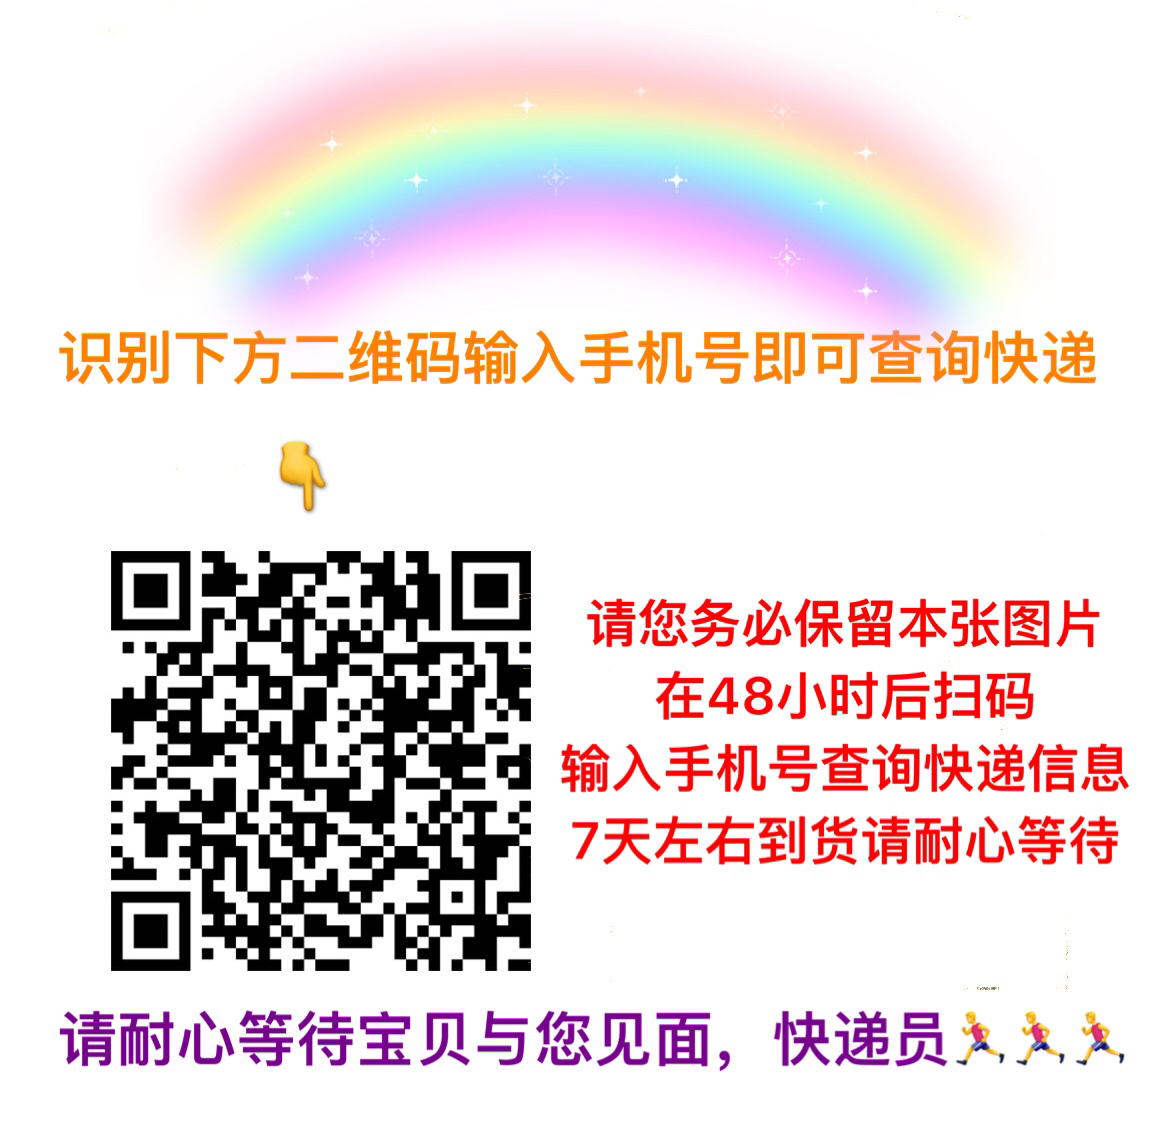 识别下方二维码输入手机号即可查询快递
请您务必保留本张图片
在48小时后扫码
输入手机号查询快递信息
7天左右到货请耐心等待
请耐心等待宝贝与您见面，快递员